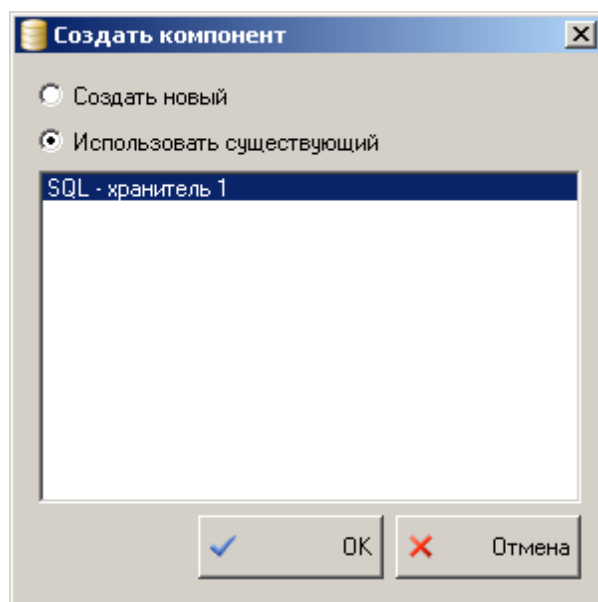 Создать компонент
Создать новый
Использовать существующий
SQL - хранитель 1
OK
Отмена